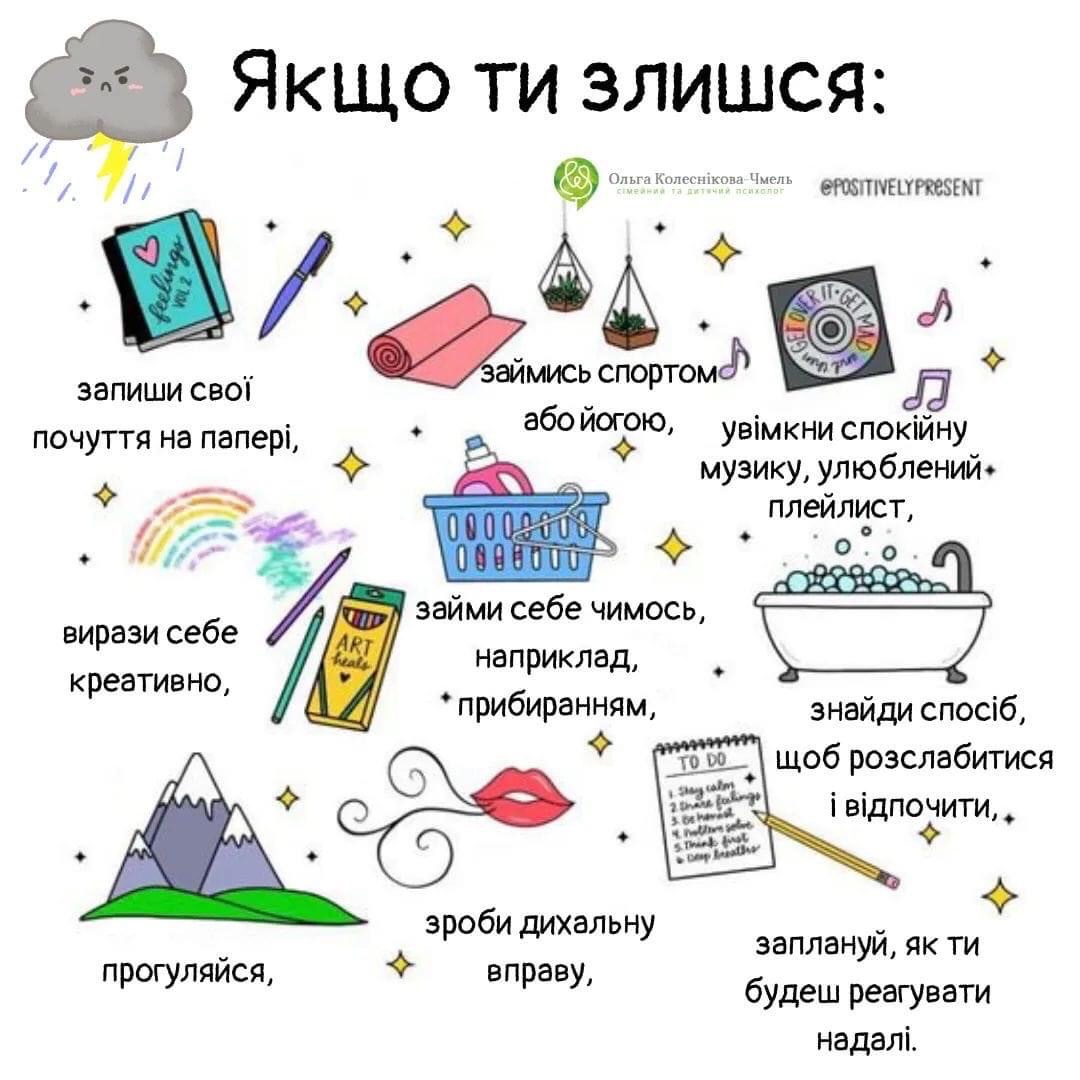 Якщо ти злишся:
Ольга Колеснікова-Чмель
сімейний та дитячий психолог
@POSITIVELYPRESENT
feelings
VOL 2
запиши свої
почуття на папері,
займись спортом
або йогою,
GET OVER IT · GET MAD
увімкни спокійну
музику, улюблений
плейлист,
вирази себе
креативно,
ART
heals
займи себе чимось,
наприклад,
прибиранням,
знайди спосіб,
щоб розслабитися
і відпочити,
прогуляйся,
зроби дихальну
вправу,
TO DO
1. Stay calm
2. Share feelings
3. Be honest
4. Problem solve
5. Think first
6. Deep breaths
заплануй, як ти
будеш реагувати
надалі.